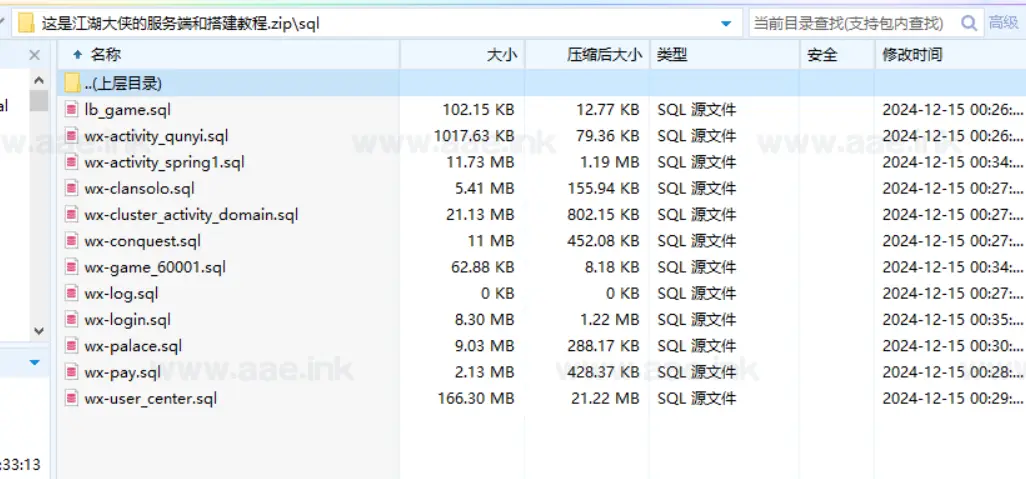 这是江湖大侠的服务端和搭建教程.zip\sql 当前目录查找(支持包内查找) 高级
名称 大小 压缩后大小 类型 安全 修改时间
..(上层目录)
al
lb_game.sql 102.15 KB 12.77 KB SQL 源文件 2024-12-15 00:26:...
wx-activity_qunyi.sql 1017.63 KB 79.36 KB SQL 源文件 2024-12-15 00:26:...
www.aae.ink www.aae.ink www.aae.ink
wx-activity_spring1.sql 11.73 MB 1.19 MB SQL 源文件 2024-12-15 00:34:...
wx-clansolo.sql 5.41 MB 155.94 KB SQL 源文件 2024-12-15 00:27:...
wx-cluster_activity_domain.sql 21.13 MB 802.15 KB SQL 源文件 2024-12-15 00:26:...
wx-conquest.sql 11 MB 452.08 KB SQL 源文件 2024-12-15 00:27:...
wx-game_60001.sql 62.88 KB 8.18 KB SQL 源文件 2024-12-15 00:34:...
wx-log.sql 0 KB 0 KB SQL 源文件 2024-12-15 00:27:...
wx-login.sql 8.30 MB 1.22 MB SQL 源文件 2024-12-15 00:35:...
wx-palace.sql 9.03 MB 288.17 KB SQL 源文件 2024-12-15 00:30:...
wx-pay.sql 2.13 MB 428.37 KB SQL 源文件 2024-12-15 00:28:...
www.aae.ink www.aae.ink
wx-user_center.sql 166.30 MB 21.22 MB SQL 源文件 2024-12-15 00:29:...
:33:13